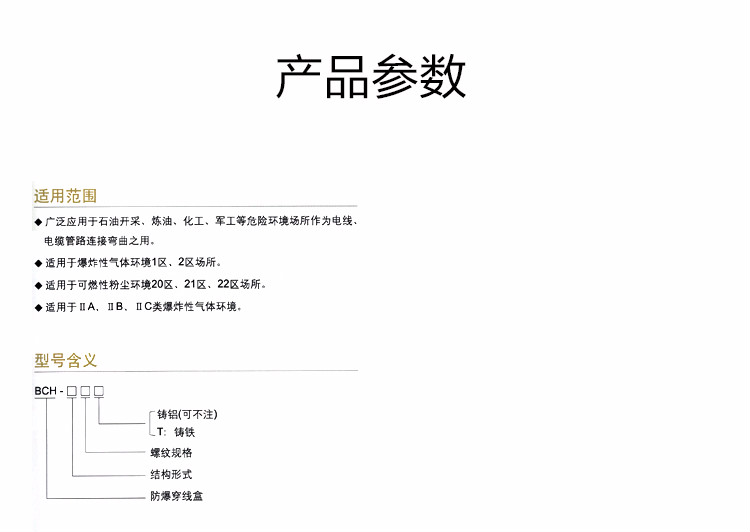 产品参数
适用范围
◆ 广泛应用于石油开采、炼油、化工、军工等危险环境场所作为电线、
电缆管路连接弯曲之用。
◆ 适用于爆炸性气体环境1区、2区场所。
◆ 适用于可燃性粉尘环境20区、21区、22区场所。
◆ 适用于ⅡA、ⅡB、ⅡC类爆炸性气体环境。
型号含义
BCH - □ □ □
铸铝(可不注)
T: 铸铁
螺纹规格
结构形式
防爆穿线盒